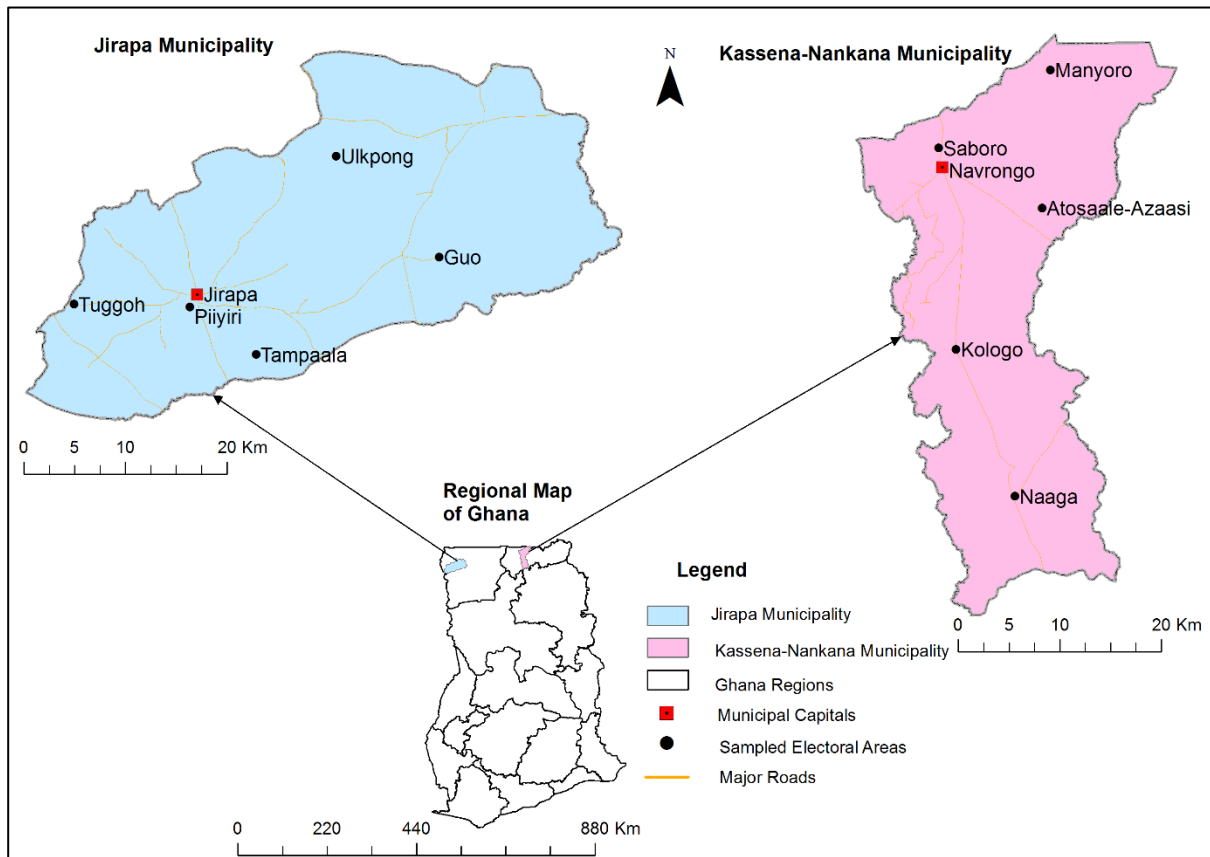 Jirapa Municipality
N
Kassena-Nankana Municipality
Manyoro
Ulkpong
Saboro
Navrongo
Atosaale-Azaasi
Guo
Jirapa
Tuggoh
Piiyiri
Tampaala
Kologo
0 5 10 20 Km
Naaga
Regional Map
of Ghana
Legend
Jirapa Municipality
Kassena-Nankana Municipality
Ghana Regions
Municipal Capitals
Sampled Electoral Areas
Major Roads
0 5 10 20 Km
0 220 440 880 Km